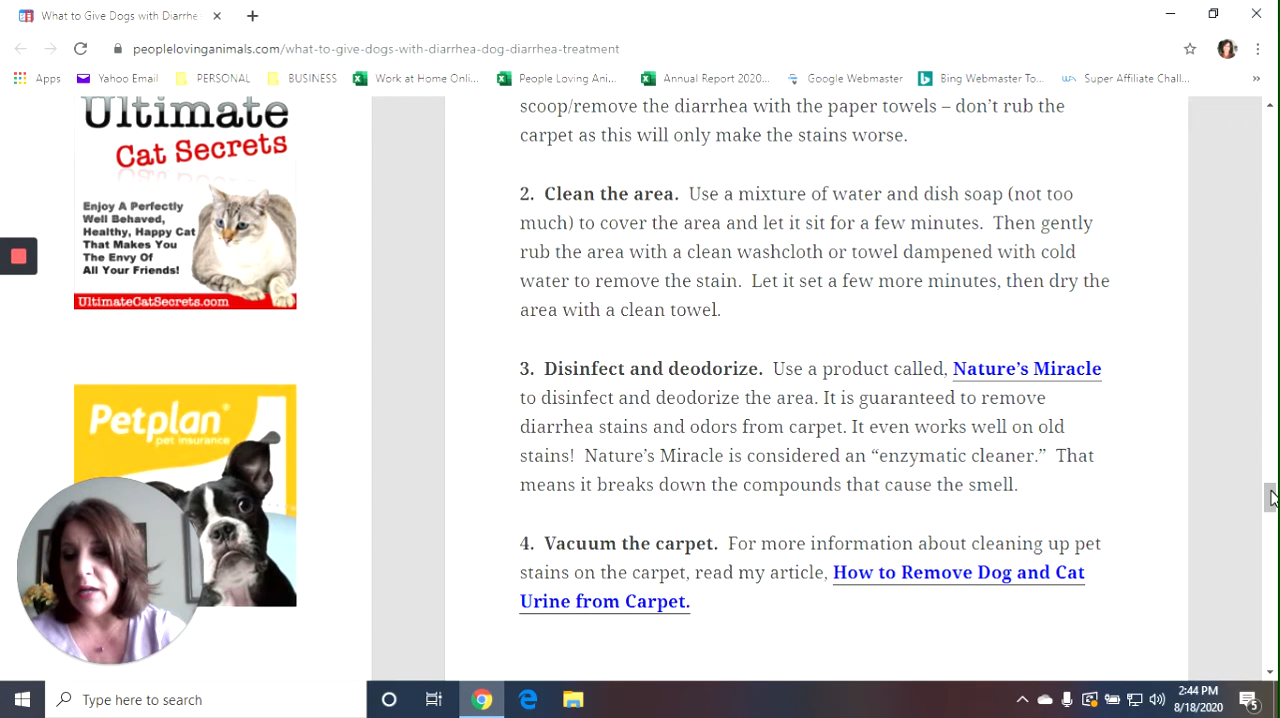 What to Give Dogs with Diarrhe
peoplelovinganimals.com/what-to-give-dogs-with-diarrhea-dog-diarrhea-treatment
Apps
Yahoo Email
PERSONAL
BUSINESS
Work at Home Onli...
People Loving Ani...
Annual Report 2020...
Google Webmaster
Bing Webmaster To...
Super Affiliate Chall...
»
Ultimate
Cat Secrets
Enjoy A Perfectly
Well Behaved,
Healthy, Happy Cat
That Makes You
The Envy Of
All Your Friends!
UltimateCatSecrets.com
Petplan®
pet insurance
scoop/remove the diarrhea with the paper towels – don’t rub the
carpet as this will only make the stains worse.
2. Clean the area. Use a mixture of water and dish soap (not too
much) to cover the area and let it sit for a few minutes. Then gently
rub the area with a clean washcloth or towel dampened with cold
water to remove the stain. Let it set a few more minutes, then dry the
area with a clean towel.
3. Disinfect and deodorize. Use a product called, Nature’s Miracle
to disinfect and deodorize the area. It is guaranteed to remove
diarrhea stains and odors from carpet. It even works well on old
stains! Nature’s Miracle is considered an “enzymatic cleaner.” That
means it breaks down the compounds that cause the smell.
4. Vacuum the carpet. For more information about cleaning up pet
stains on the carpet, read my article, How to Remove Dog and Cat
Urine from Carpet.
Type here to search
2:44 PM
8/18/2020
5